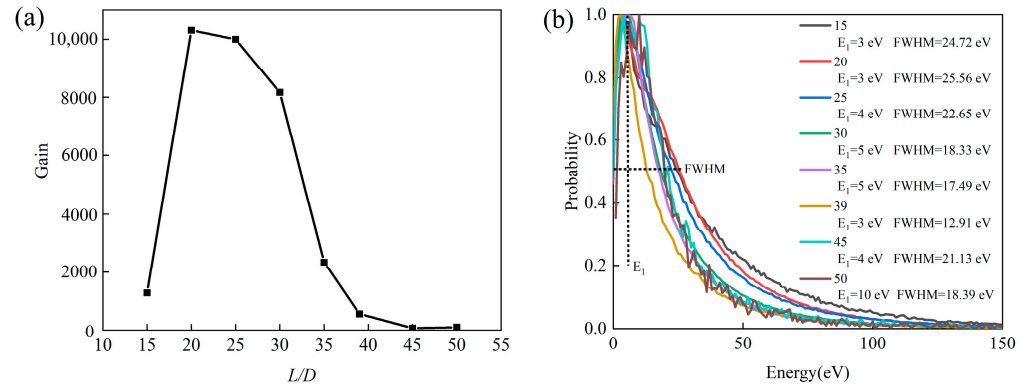 (a)
Gain
10,000
8000
6000
4000
2000
0
10 15 20 25 30 35 40 45 50 55
L/D
(b)
Probability
1.0
0.8
0.6
0.4
0.2
0.0
0 50 100 150
Energy(eV)
FWHM
E₁
15
E₁=3 eV FWHM=24.72 eV
20
E₁=3 eV FWHM=25.56 eV
25
E₁=4 eV FWHM=22.65 eV
30
E₁=5 eV FWHM=18.33 eV
35
E₁=5 eV FWHM=17.49 eV
39
E₁=3 eV FWHM=12.91 eV
45
E₁=4 eV FWHM=21.13 eV
50
E₁=10 eV FWHM=18.39 eV